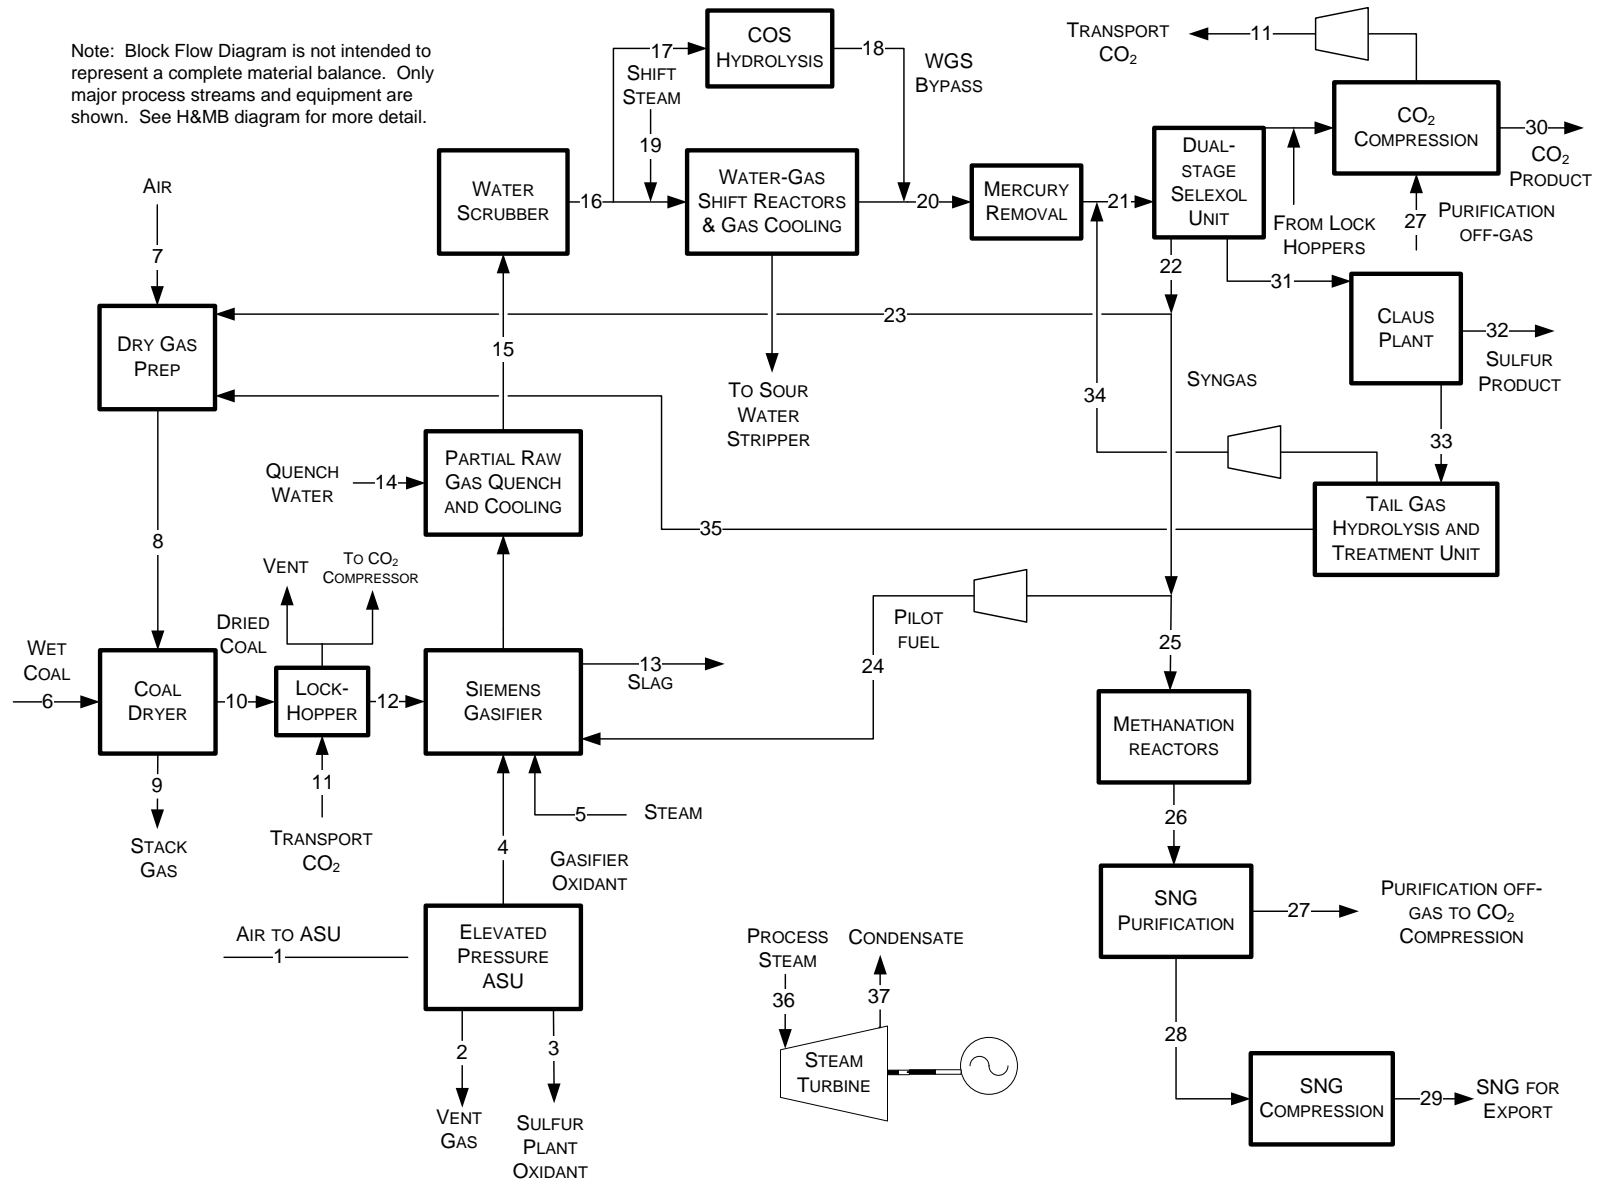 Note: Block Flow Diagram is not intended to
represent a complete material balance. Only
major process streams and equipment are
shown. See H&MB diagram for more detail.
17
SHIFT
STEAM
19
COS
HYDROLYSIS
18
WGS
BYPASS
TRANSPORT
CO2
11
CO2
COMPRESSION
30
CO2
PRODUCT
27
PURIFICATION
OFF-GAS
FROM LOCK
HOPPERS
DUAL-
STAGE
SELEXOL
UNIT
21
MERCURY
REMOVAL
20
WATER-GAS
SHIFT REACTORS
& GAS COOLING
16
WATER
SCRUBBER
AIR
7
DRY GAS
PREP
15
23
22
31
CLAUS
PLANT
32
SULFUR
PRODUCT
TO SOUR
WATER
STRIPPER
SYNGAS
34
33
QUENCH
WATER
14
PARTIAL RAW
GAS QUENCH
AND COOLING
35
TAIL GAS
HYDROLYSIS AND
TREATMENT UNIT
8
VENT
TO CO2
COMPRESSOR
PILOT
FUEL
24
25
WET
COAL
6
COAL
DRYER
DRIED
COAL
10
LOCK-
HOPPER
12
SIEMENS
GASIFIER
13
SLAG
METHANATION
REACTORS
9
STACK
GAS
11
TRANSPORT
CO2
4
5
STEAM
GASIFIER
OXIDANT
26
AIR TO ASU
1
ELEVATED
PRESSURE
ASU
PROCESS
STEAM
36
CONDENSATE
37
SNG
PURIFICATION
27
PURIFICATION OFF-
GAS TO CO2
COMPRESSION
2
VENT
GAS
3
SULFUR
PLANT
OXIDANT
STEAM
TURBINE
28
SNG
COMPRESSION
29
SNG FOR
EXPORT